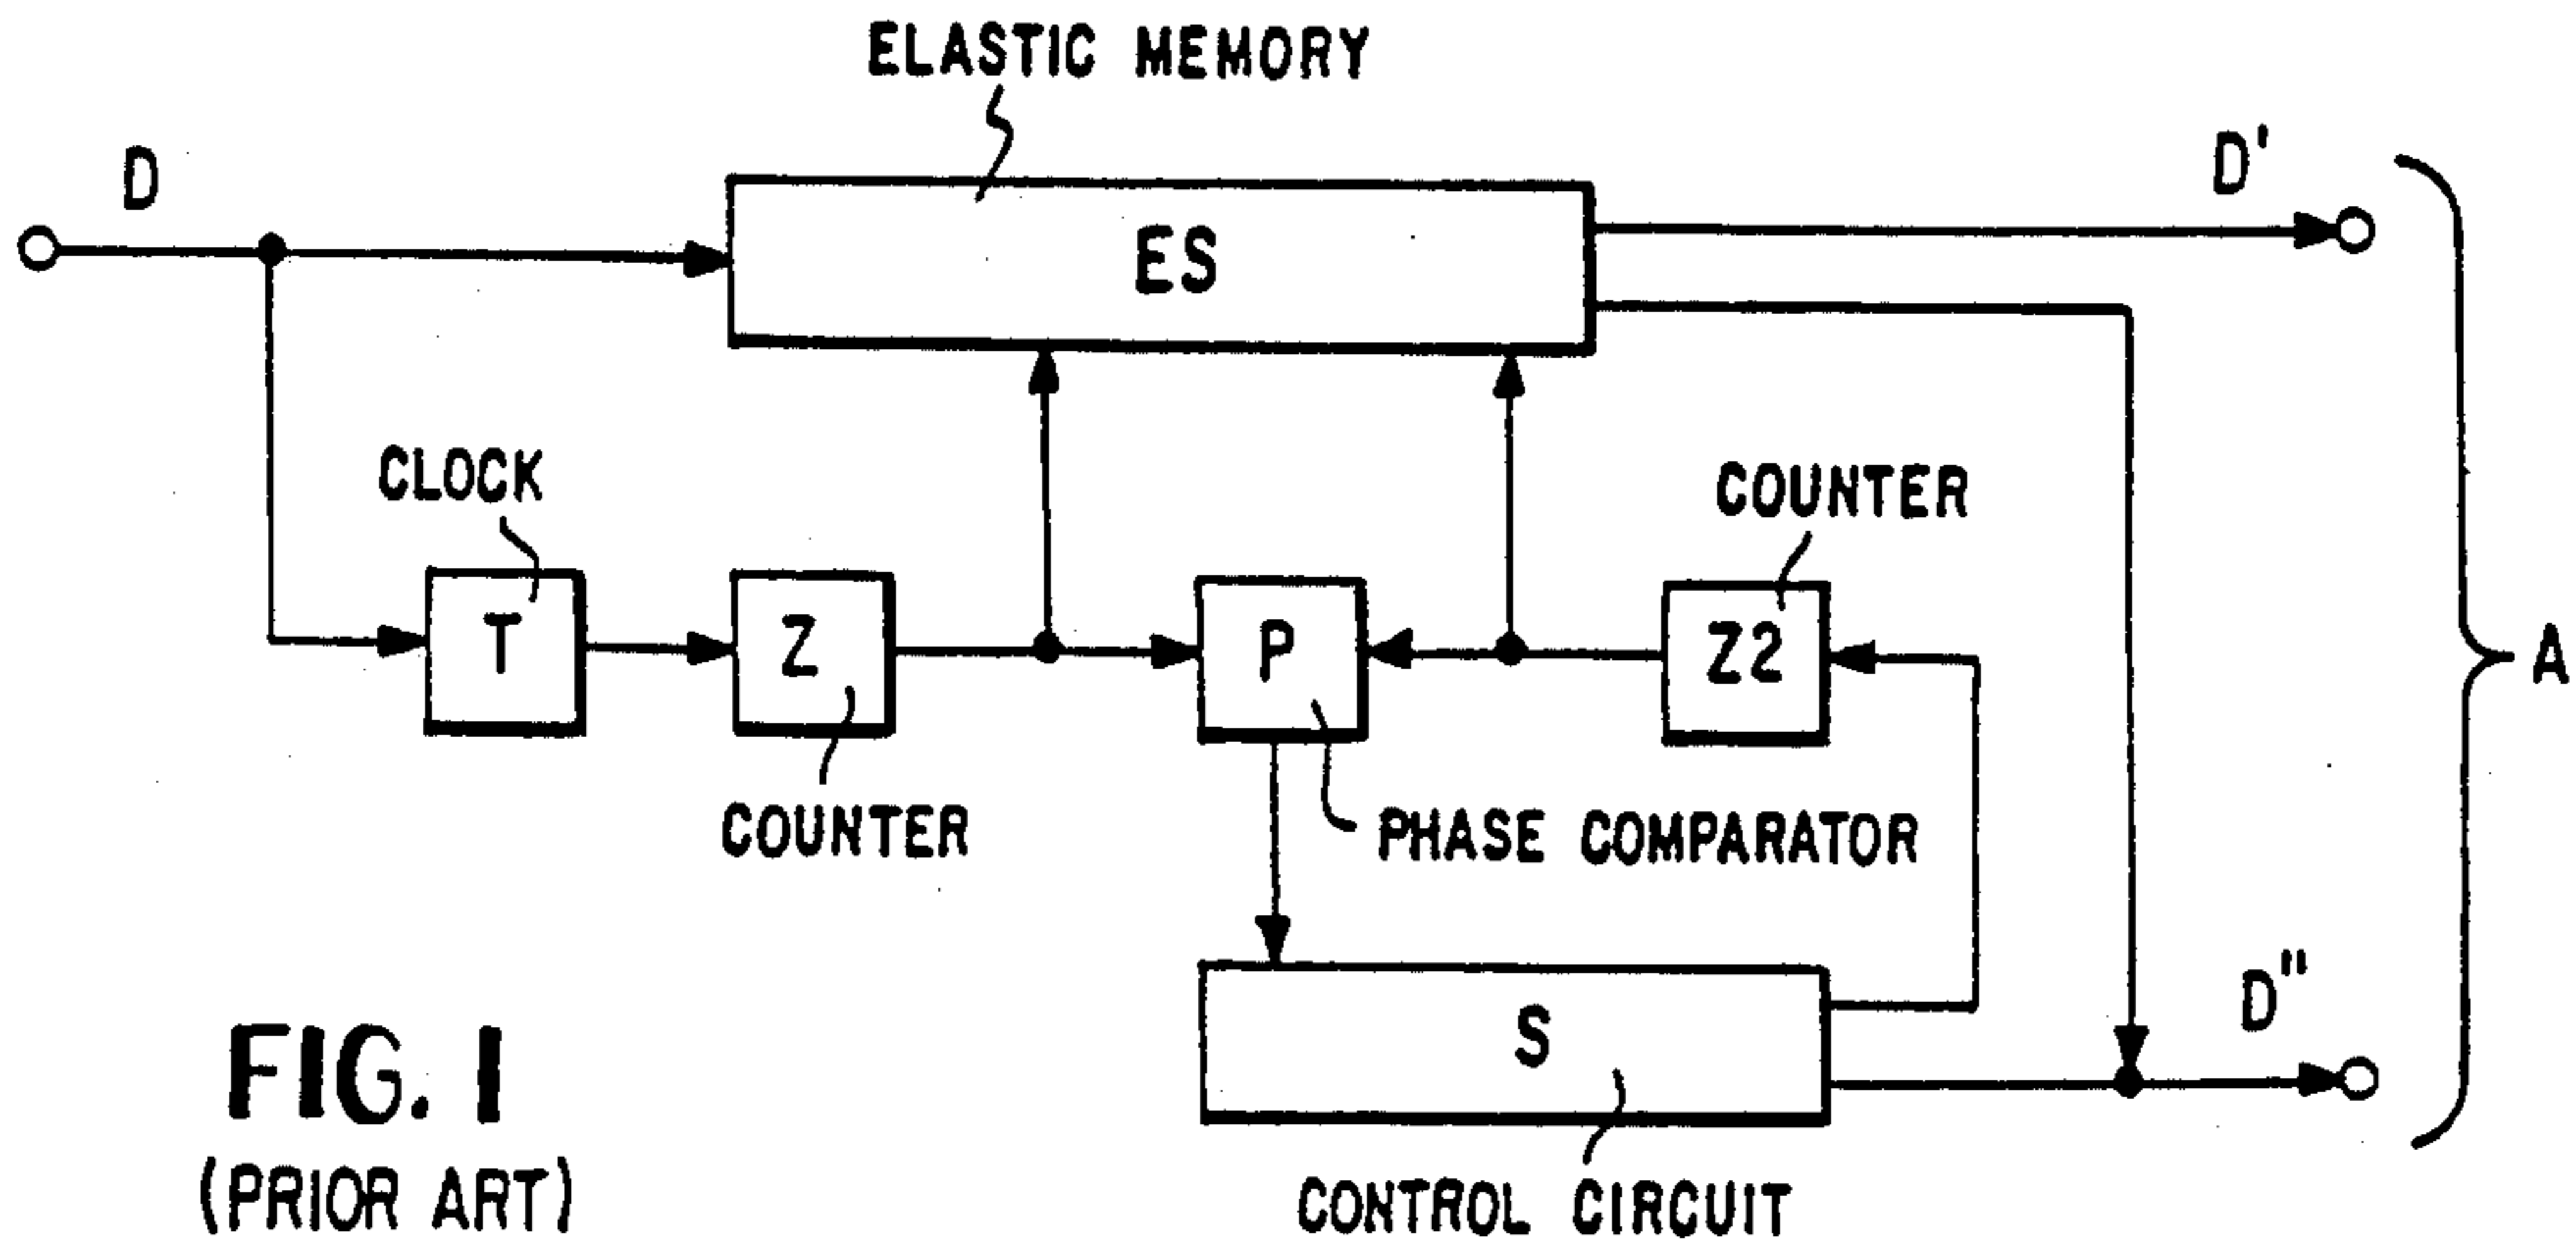 ELASTIC MEMORY
D
D'
ES
CLOCK
COUNTER
T
Z
P
Z2
A
COUNTER
PHASE COMPARATOR
D"
S
FIG. 1
(PRIOR ART)
CONTROL CIRCUIT